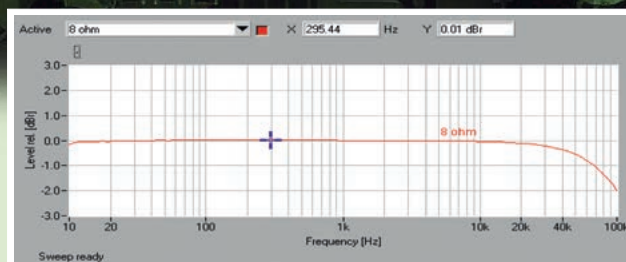 Active 8 ohm X 295.44 Hz Y 0.01 dBr
3.0
2.0
1.0
0.0
-1.0
-2.0
-3.0
Level rel. [dBr]
8 ohm
10 20 100 1k 10k 20k 40k 100k
Frequency [Hz]
Sweep ready